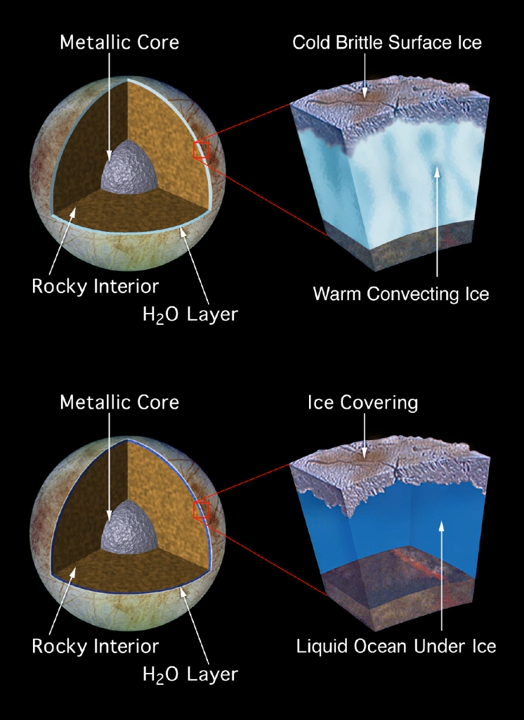 Metallic Core
Cold Brittle Surface Ice
Rocky Interior
H₂O Layer
Warm Convecting Ice
Metallic Core
Ice Covering
Rocky Interior
H₂O Layer
Liquid Ocean Under Ice